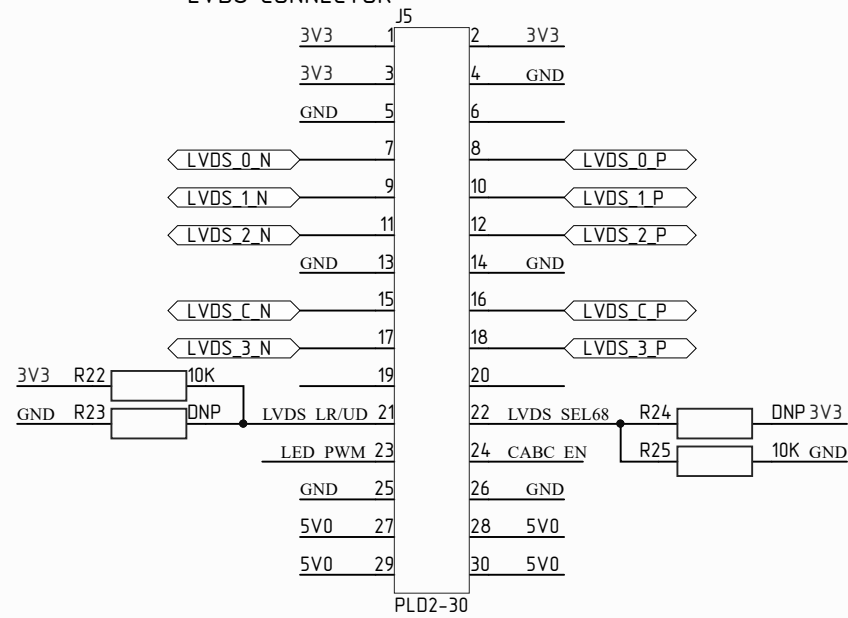 LVDS CONNECTOR
J5
3V3 1 2 3V3
3V3 3 4 GND
GND 5 6
LVDS_0_N 7 8 LVDS_0_P
LVDS_1_N 9 10 LVDS_1_P
LVDS_2_N 11 12 LVDS_2_P
GND 13 14 GND
LVDS_C_N 15 16 LVDS_C_P
LVDS_3_N 17 18 LVDS_3_P
3V3 R22 10K 19 20
GND R23 DNP LVDS LR/UD 21 22 LVDS SEL68 R24 DNP 3V3
LED PWM 23 24 CABC EN R25 10K GND
GND 25 26 GND
5V0 27 28 5V0
5V0 29 30 5V0
PLD2-30